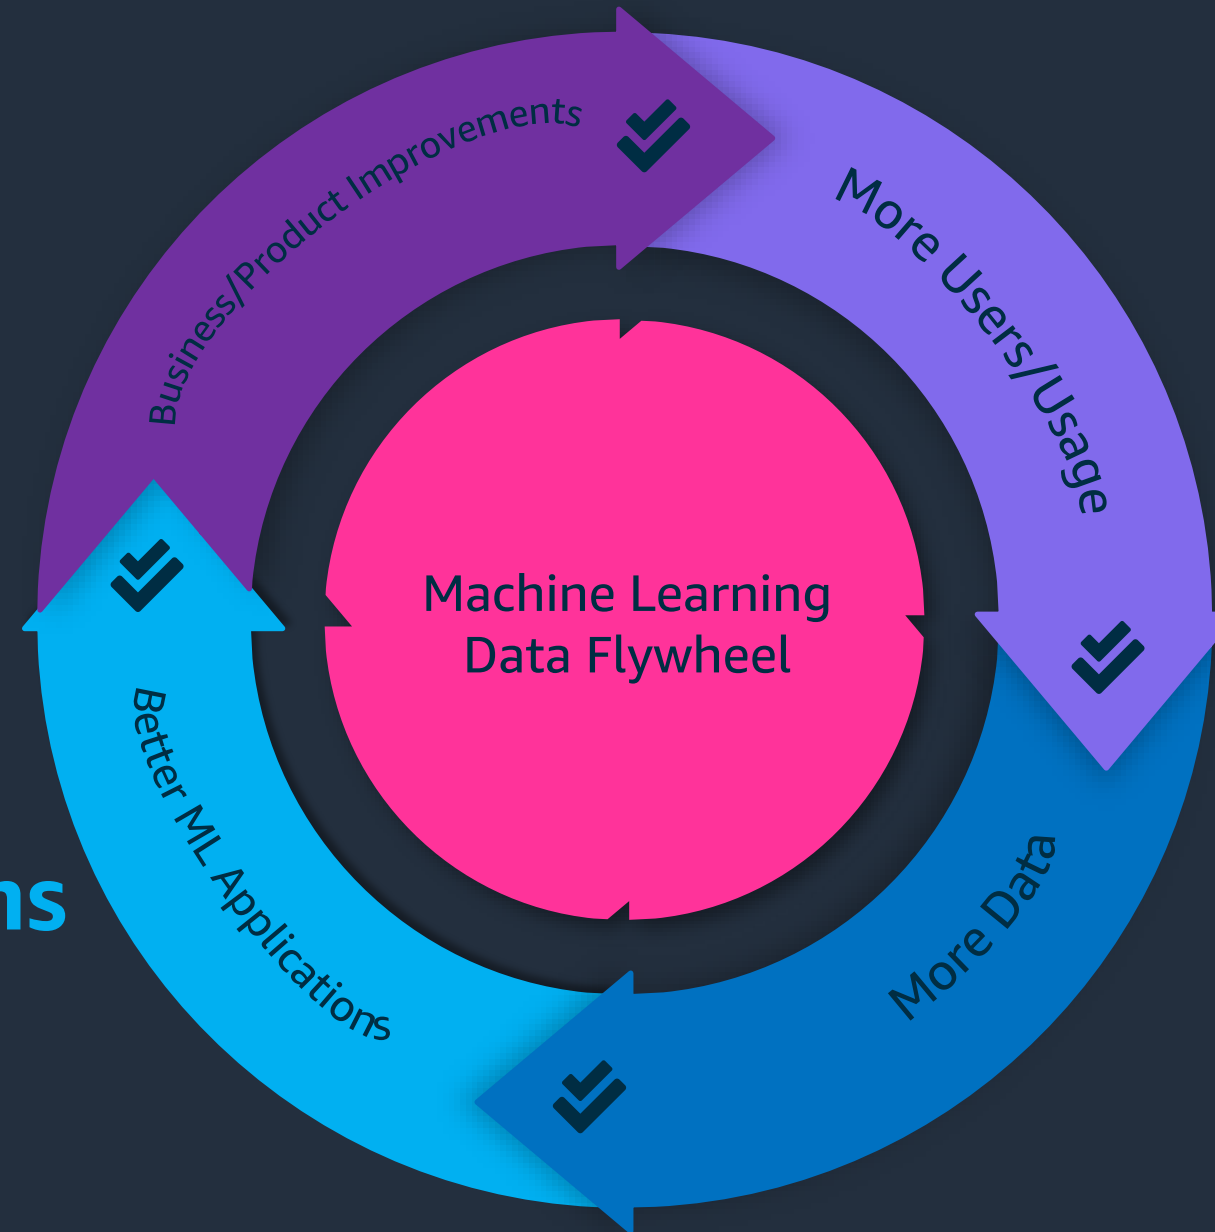 Business/Product Improvements
More Users/Usage
Machine Learning
Data Flywheel
Better ML Applications
More Data